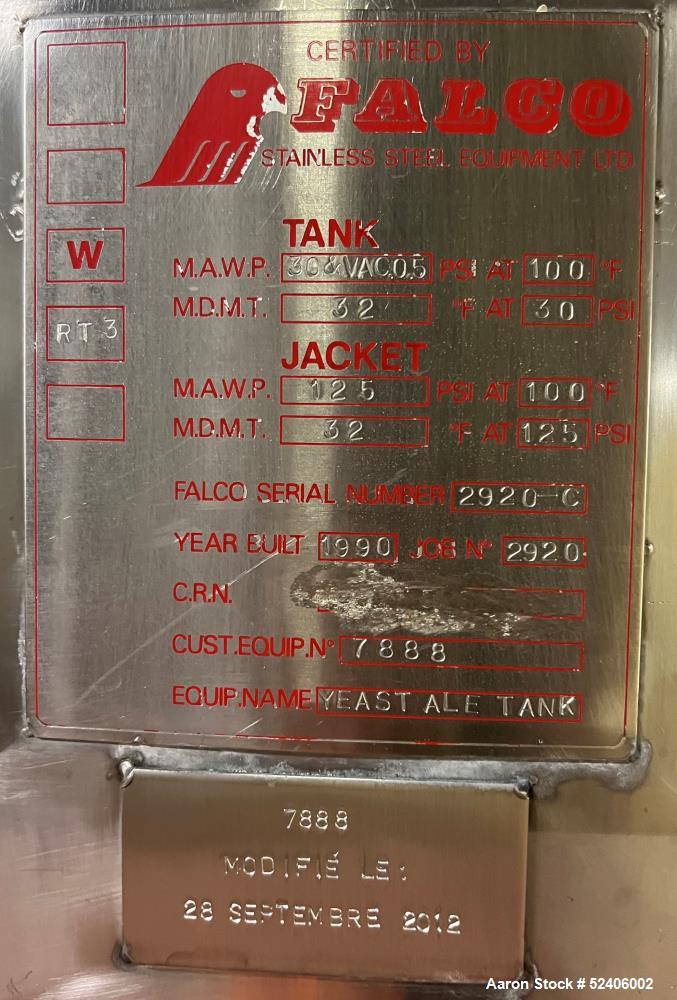 CERTIFIED BY
FALCO
STAINLESS STEEL EQUIPMENT LTD.
TANK
W
M.A.W.P. 30&VAC0.5 PSI AT 100 °F
M.D.M.T. 32 °F AT 30 PSI
RT 3
JACKET
M.A.W.P. 125 PSI AT 100 °F
M.D.M.T. 32 °F AT 125 PSI
FALCO SERIAL NUMBER 2920-C
YEAR BUILT 1990 JOB N° 2920
C.R.N.
CUST.EQUIP.N° 7888
EQUIP.NAME YEAST ALE TANK
7888
MODIFIÉ LE:
28 SEPTEMBRE 2012
Aaron Stock # 52406002